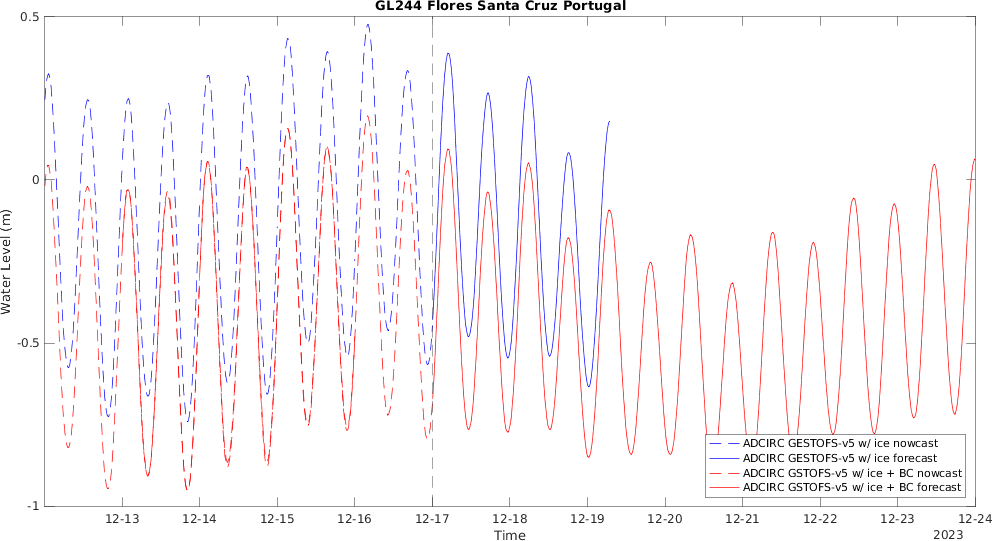 GL244 Flores Santa Cruz Portugal
0.5
0
-0.5
-1
Water Level (m)
ADCIRC GESTOFS-v5 w/ ice nowcast
ADCIRC GESTOFS-v5 w/ ice forecast
ADCIRC GSTOFS-v5 w/ ice + BC nowcast
ADCIRC GSTOFS-v5 w/ ice + BC forecast
12-13 12-14 12-15 12-16 12-17 12-18 12-19 12-20 12-21 12-22 12-23 12-24
Time
2023